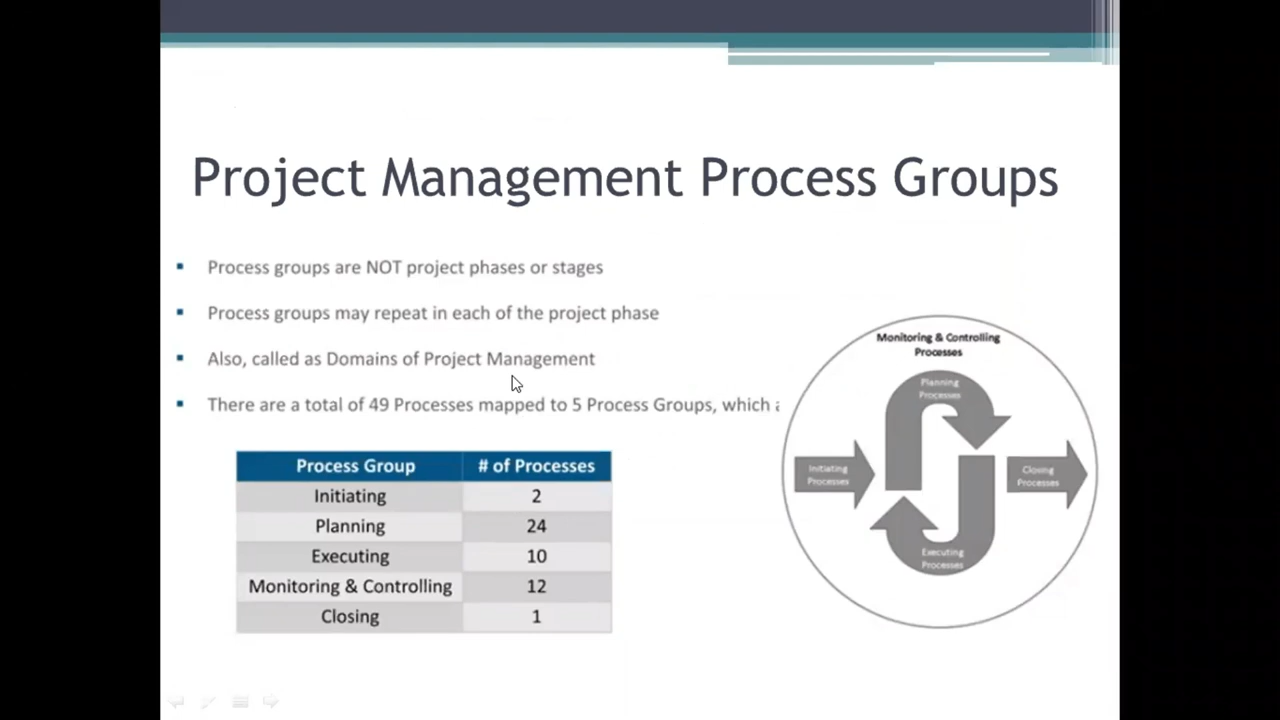 Project Management Process Groups
Process groups are NOT project phases or stages
Process groups may repeat in each of the project phase
Also, called as Domains of Project Management
There are a total of 49 Processes mapped to 5 Process Groups, which a
Process Group # of Processes
Initiating 2
Planning 24
Executing 10
Monitoring & Controlling 12
Closing 1
Monitoring & Controlling
Processes
Planning
Processes
Initiating
Processes
Closing
Processes
Executing
Processes